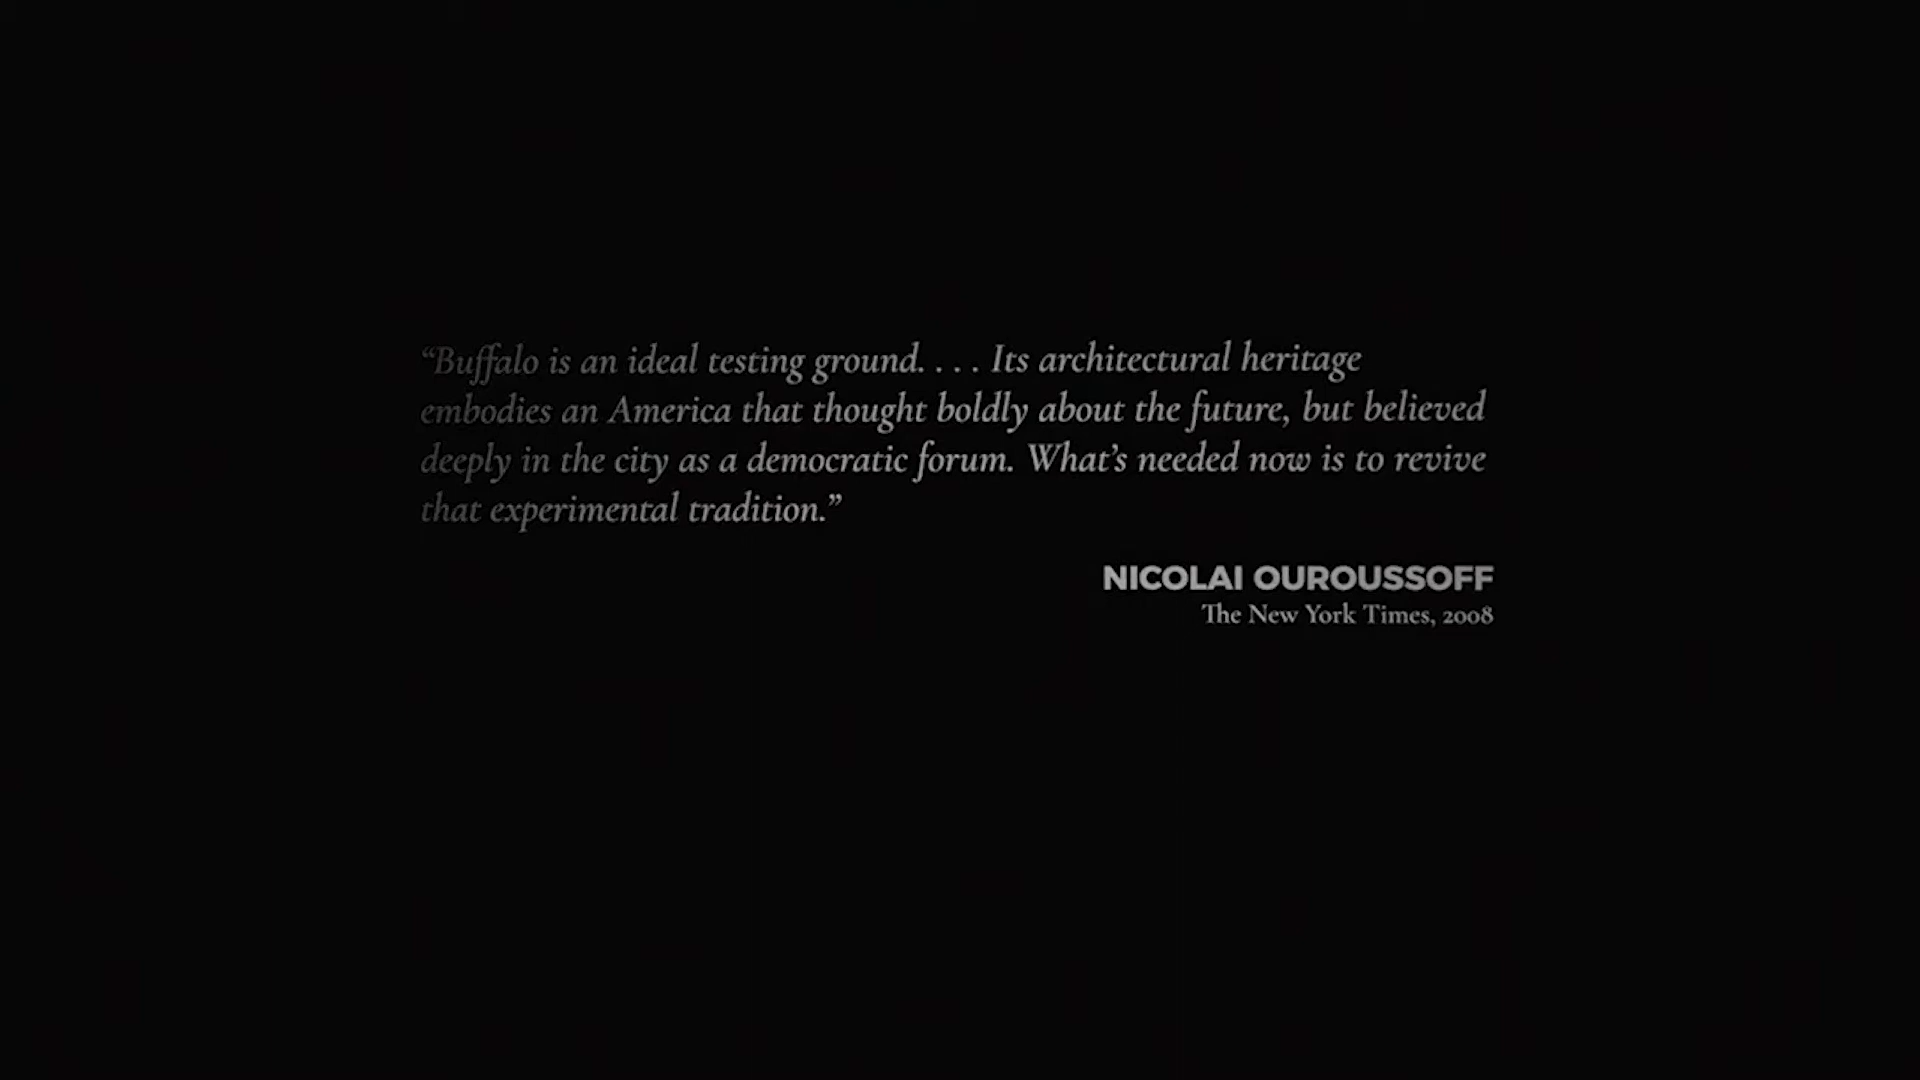 “Buffalo is an ideal testing ground. . . . Its architectural heritage
embodies an America that thought boldly about the future, but believed
deeply in the city as a democratic forum. What’s needed now is to revive
that experimental tradition.”
NICOLAI OUROUSSOFF
The New York Times, 2008